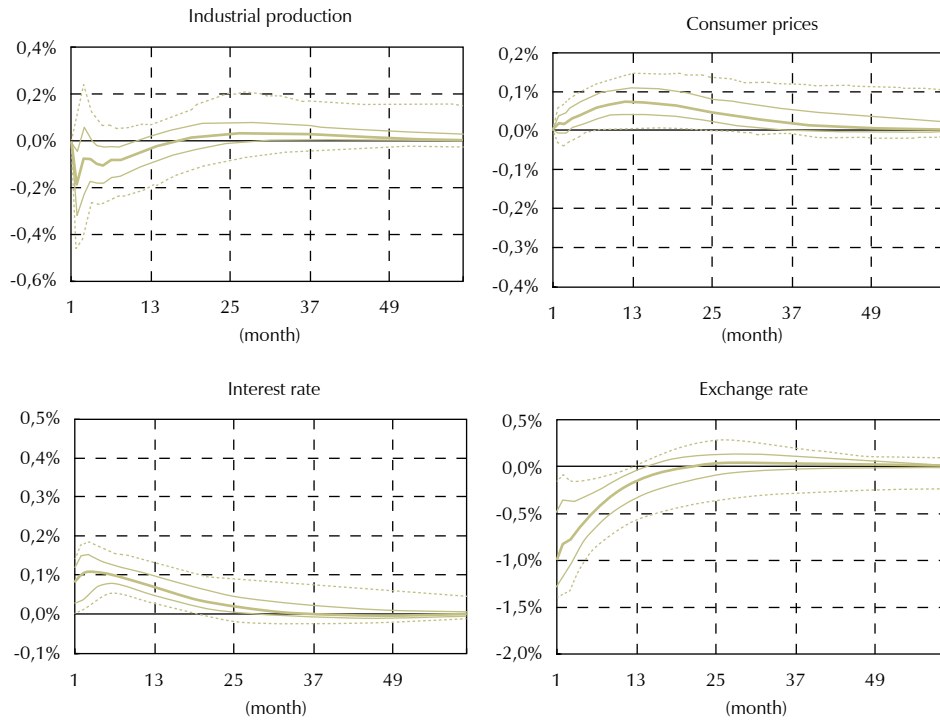 Industrial production
0,4%
0,2%
0,0%
-0,2%
-0,4%
-0,6%
1 13 25 37 49
(month)
Consumer prices
0,2%
0,1%
0,0%
-0,1%
-0,2%
-0,3%
-0,4%
1 13 25 37 49
(month)
Interest rate
0,5%
0,4%
0,3%
0,2%
0,1%
0,0%
-0,1%
1 13 25 37 49
(month)
Exchange rate
0,5%
0,0%
-0,5%
-1,0%
-1,5%
-2,0%
1 13 25 37 49
(month)